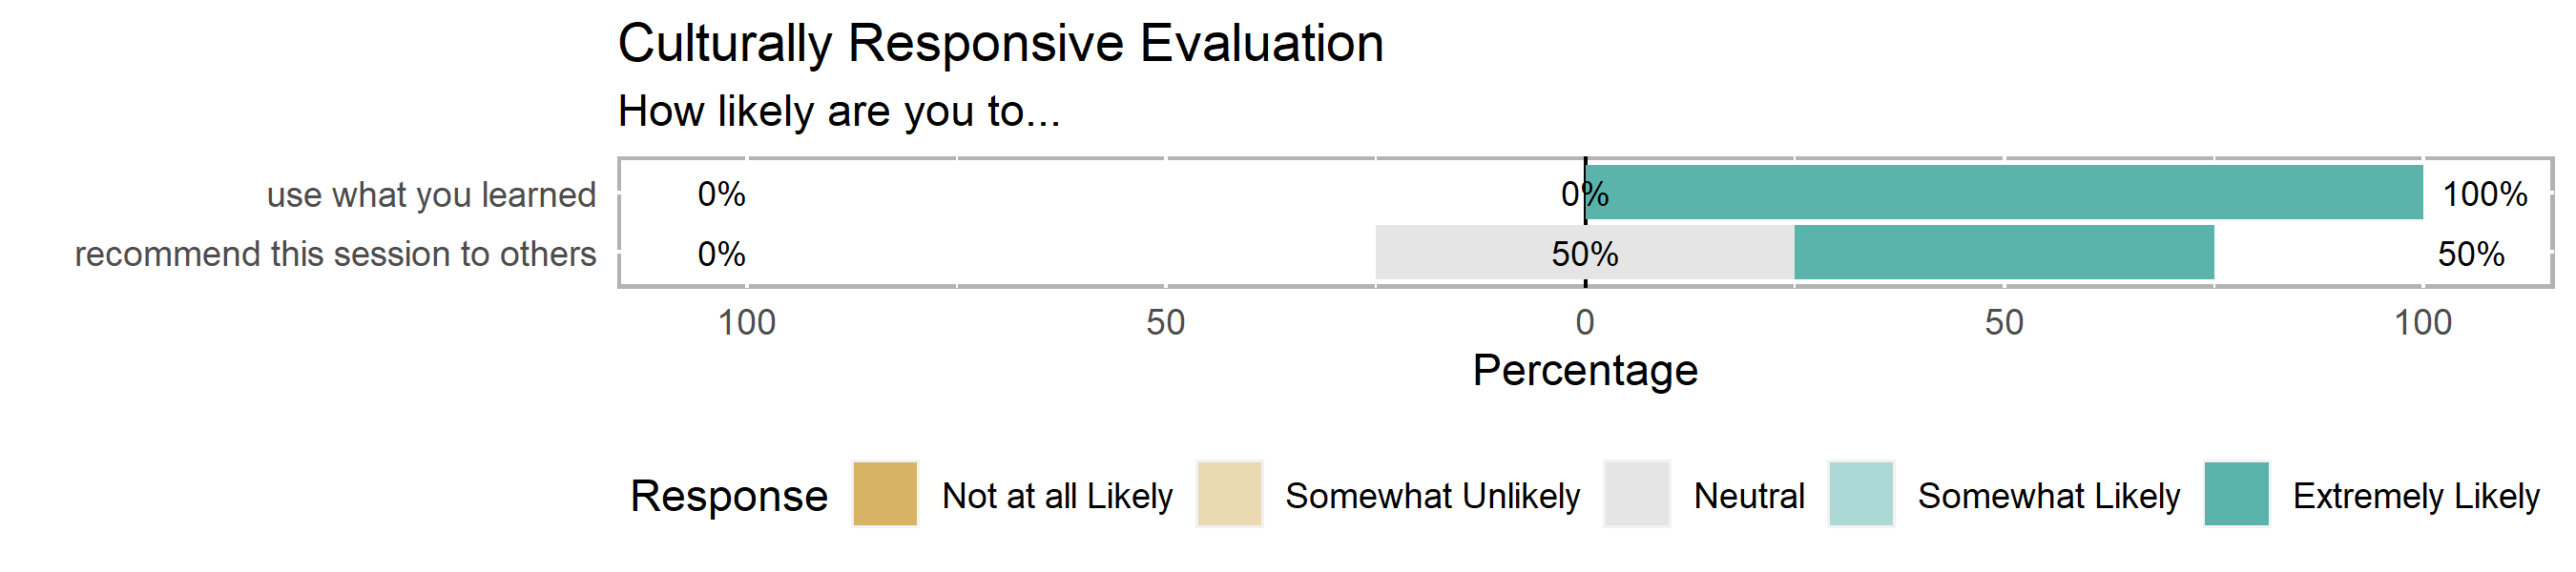 Culturally Responsive Evaluation
How likely are you to...
use what you learned 0% 0% 100%
recommend this session to others 0% 50% 50%
100 50 0 50 100
Percentage
Response Not at all Likely Somewhat Unlikely Neutral Somewhat Likely Extremely Likely